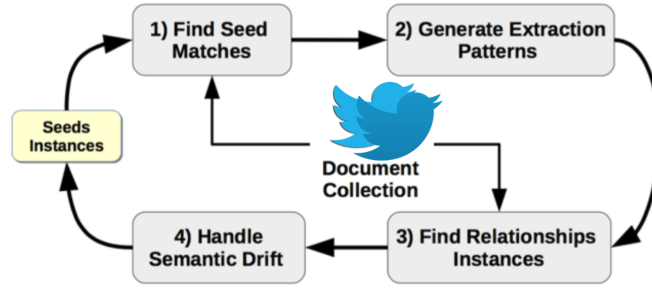 1) Find Seed
Matches
2) Generate Extraction
Patterns
Seeds
Instances
Document
Collection
4) Handle
Semantic Drift
3) Find Relationships
Instances